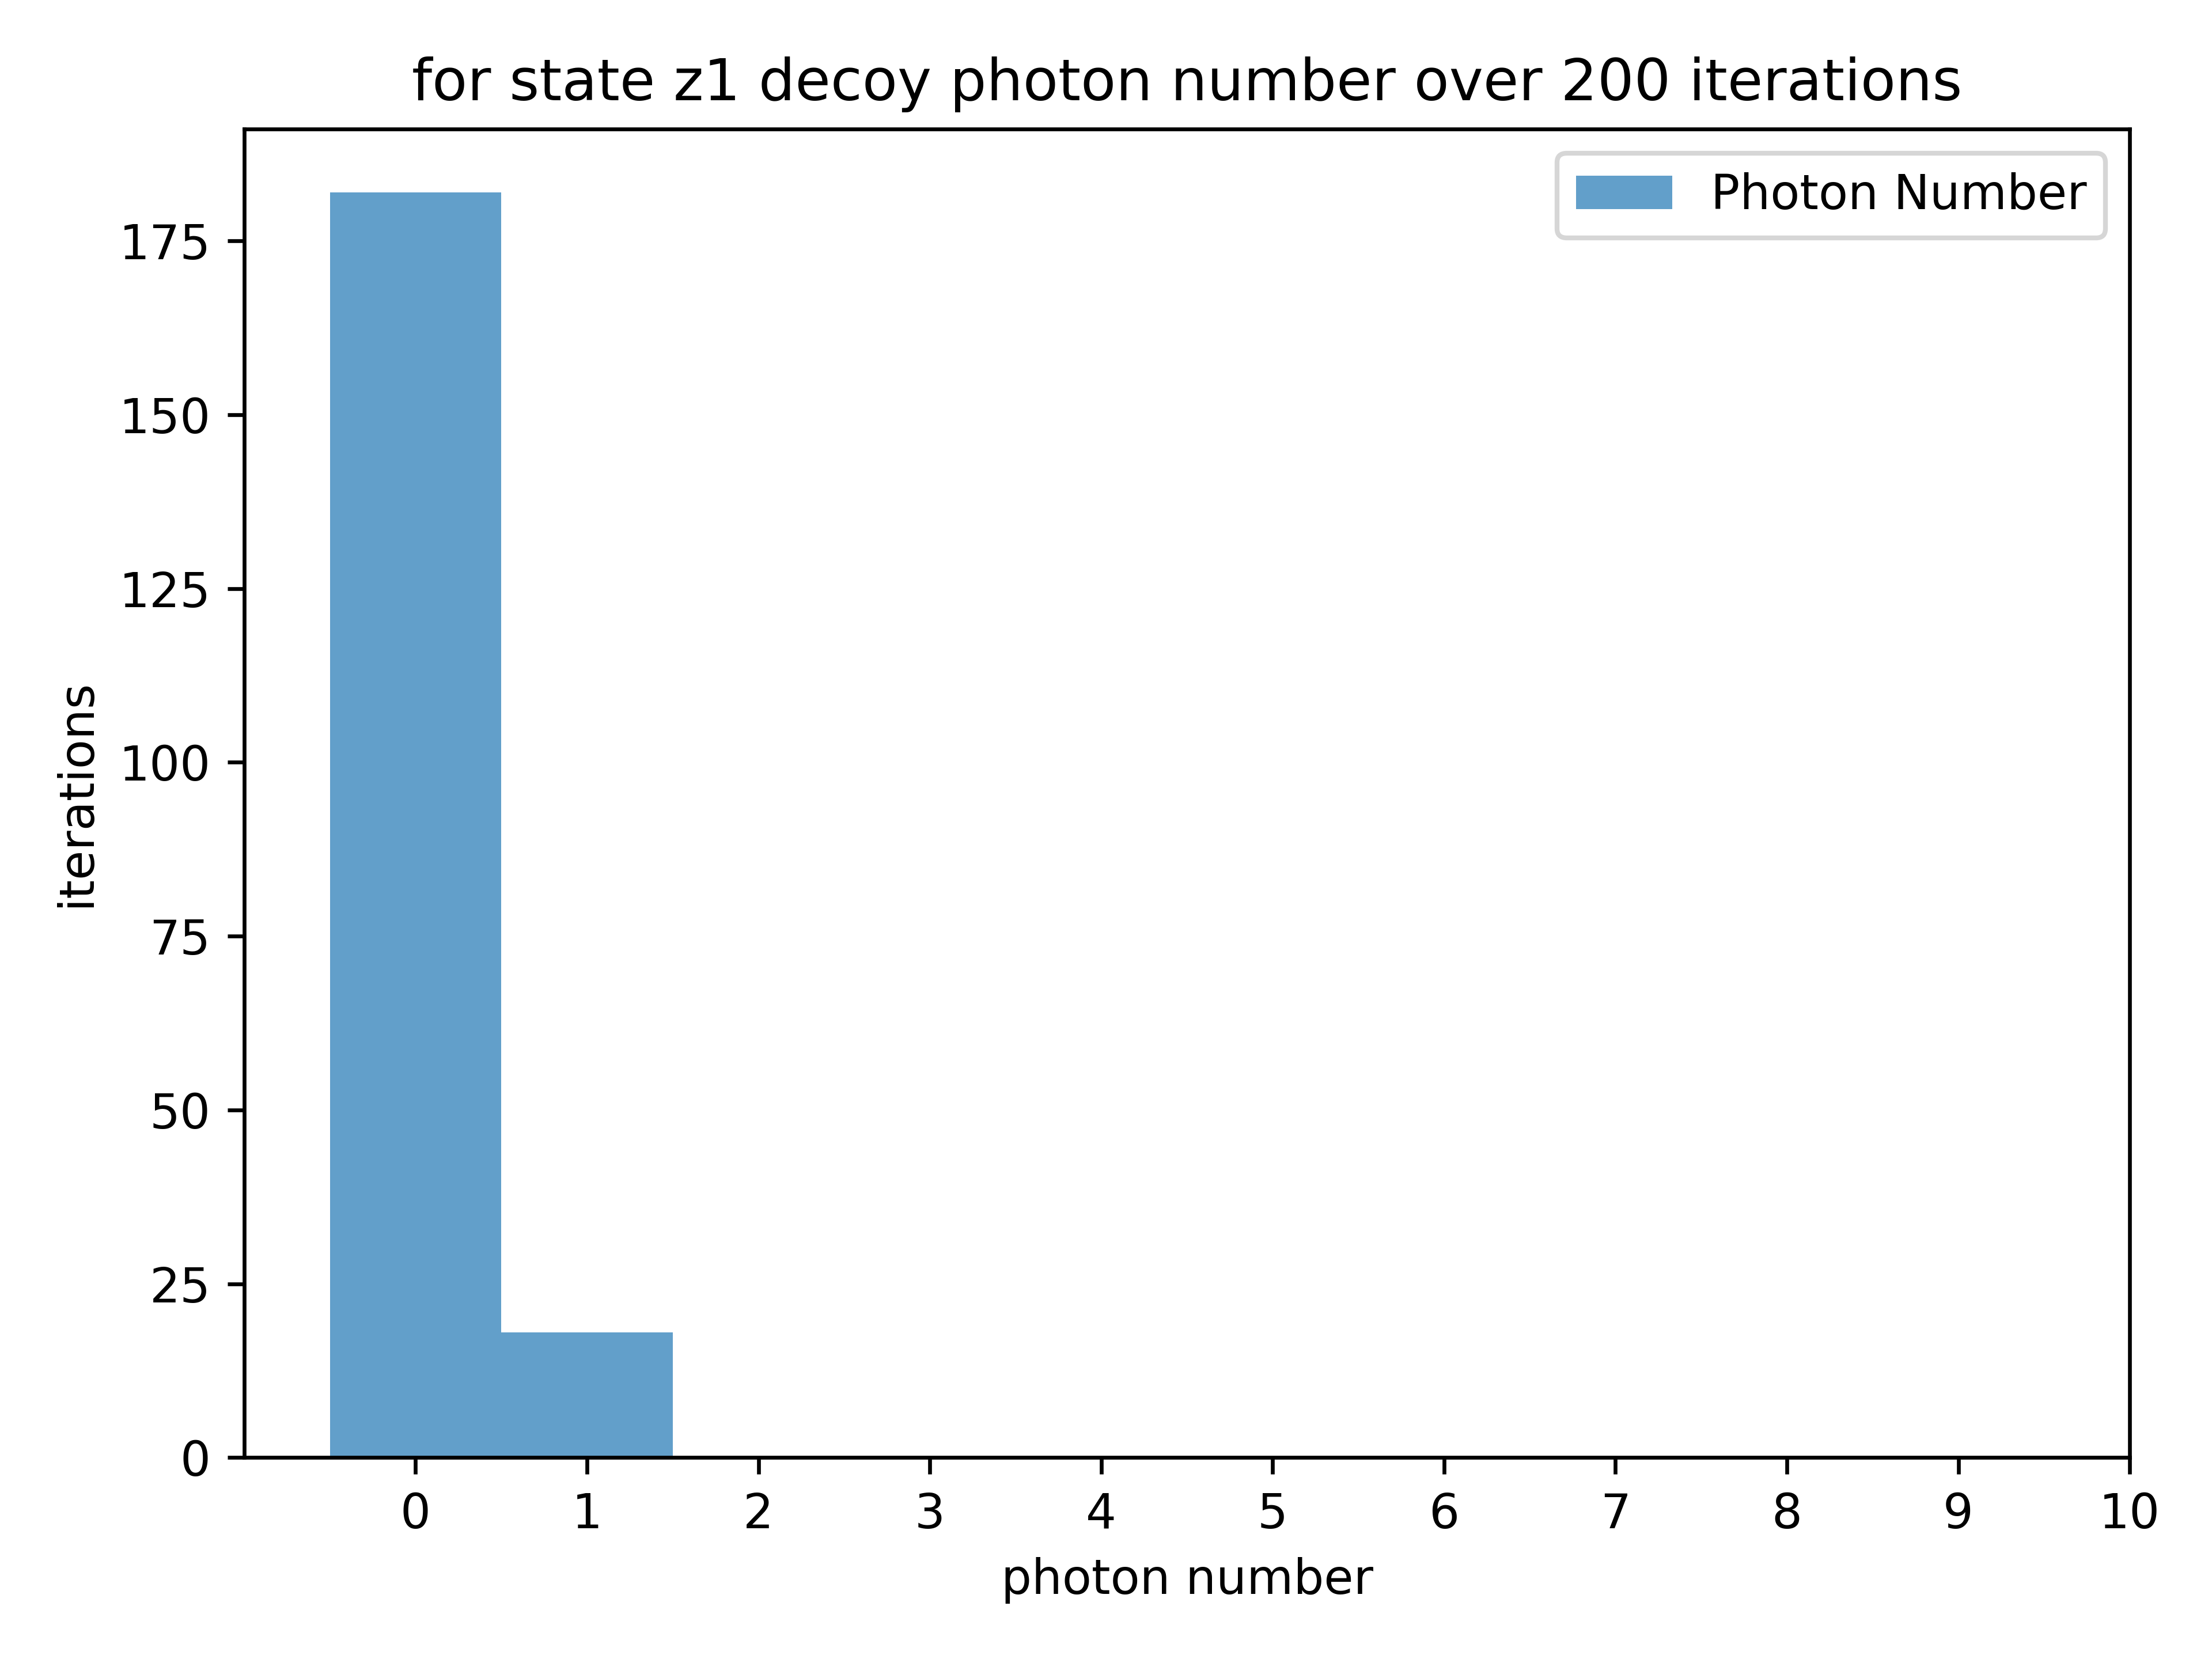 for state z1 decoy photon number over 200 iterations
Photon Number
175
150
125
100
75
50
25
0
iterations
0 1 2 3 4 5 6 7 8 9 10
photon number